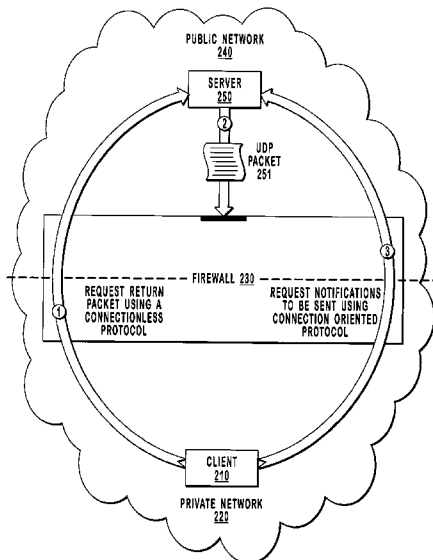 PUBLIC NETWORK
240
SERVER
250
2
UDP
PACKET
251
3
FIREWALL 230
REQUEST RETURN
PACKET USING A
CONNECTIONLESS
PROTOCOL
REQUEST NOTIFICATIONS
TO BE SENT USING
CONNECTION ORIENTED
PROTOCOL
1
CLIENT
210
PRIVATE NETWORK
220